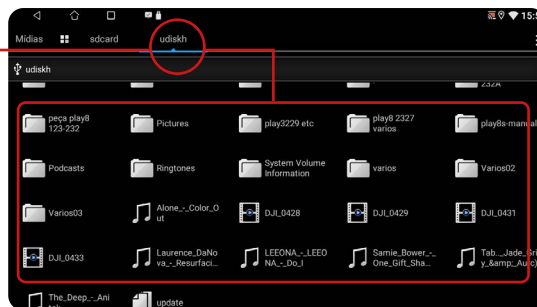 15:5
Mídias
sdcard
udiskh
udiskh
232A
peça play8
123-232
Pictures
play3229 etc
play8 2327
varios
play8s-manual
Podcasts
Ringtones
System Volume
Information
varios
Varios02
Varios03
Alone_-_Color_O
ut
DJI_0428
DJI_0429
DJI_0431
DJI_0433
Laurence_DaNo
va_-_Resurfaci...
LEEONA_-_LEEO
NA_-_Do_I
Samie_Bower_-_
One_Gift_Sha...
Tab._Jade_Gri
y_&amp;_Au(c)
The_Deep_-_Ani
update